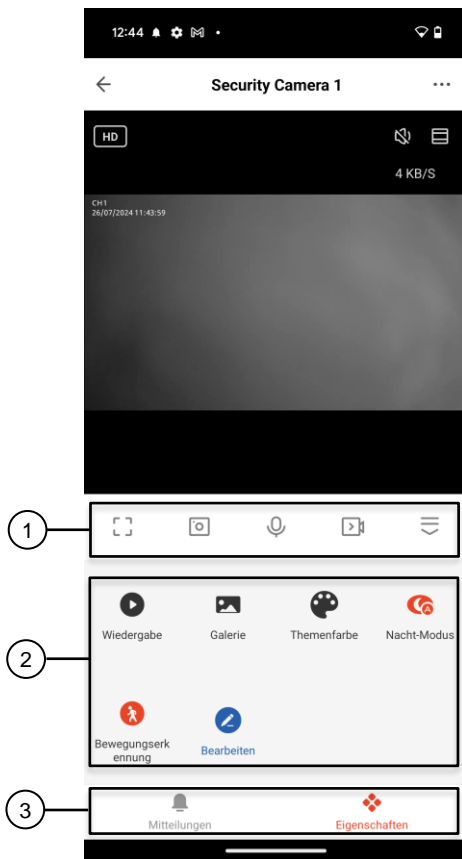 12:44
Security Camera 1
HD
4 KB/S
CH1
26/07/2024 11:43:59
1
2
Wiedergabe Galerie Themenfarbe Nacht-Modus
A
Bewegungserk
ennung
Bearbeiten
3
Mitteilungen Eigenschaften